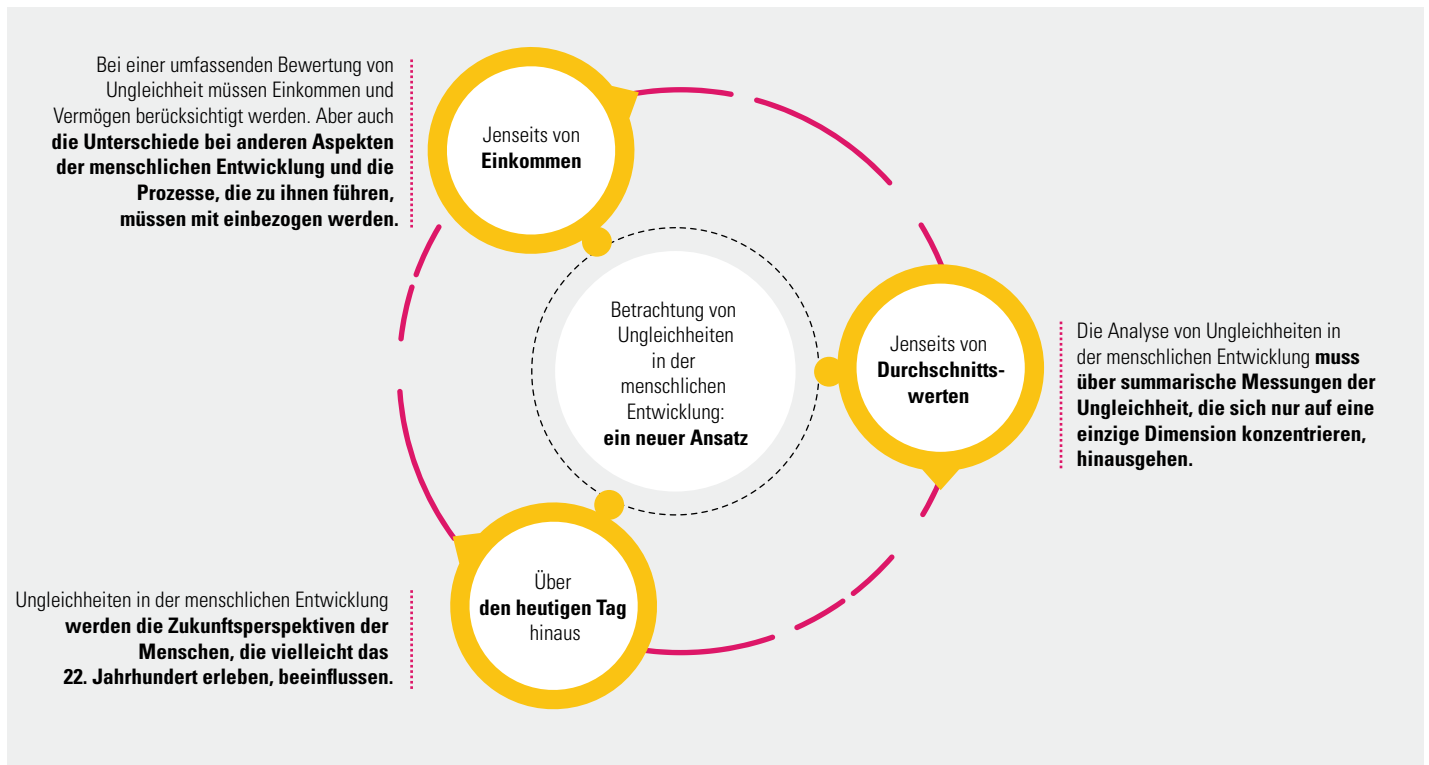 Bei einer umfassenden Bewertung von
Ungleichheit müssen Einkommen und
Vermögen berücksichtigt werden. Aber auch
die Unterschiede bei anderen Aspekten
der menschlichen Entwicklung und die
Prozesse, die zu ihnen führen,
müssen mit einbezogen werden.
Jenseits von
Einkommen
Betrachtung von
Ungleichheiten
in der
menschlichen
Entwicklung:
ein neuer Ansatz
Jenseits von
Durchschnitts-
werten
Die Analyse von Ungleichheiten in
der menschlichen Entwicklung muss
über summarische Messungen der
Ungleichheit, die sich nur auf eine
einzige Dimension konzentrieren,
hinausgehen.
Über
den heutigen Tag
hinaus
Ungleichheiten in der menschlichen Entwicklung
werden die Zukunftsperspektiven der
Menschen, die vielleicht das
22. Jahrhundert erleben, beeinflussen.